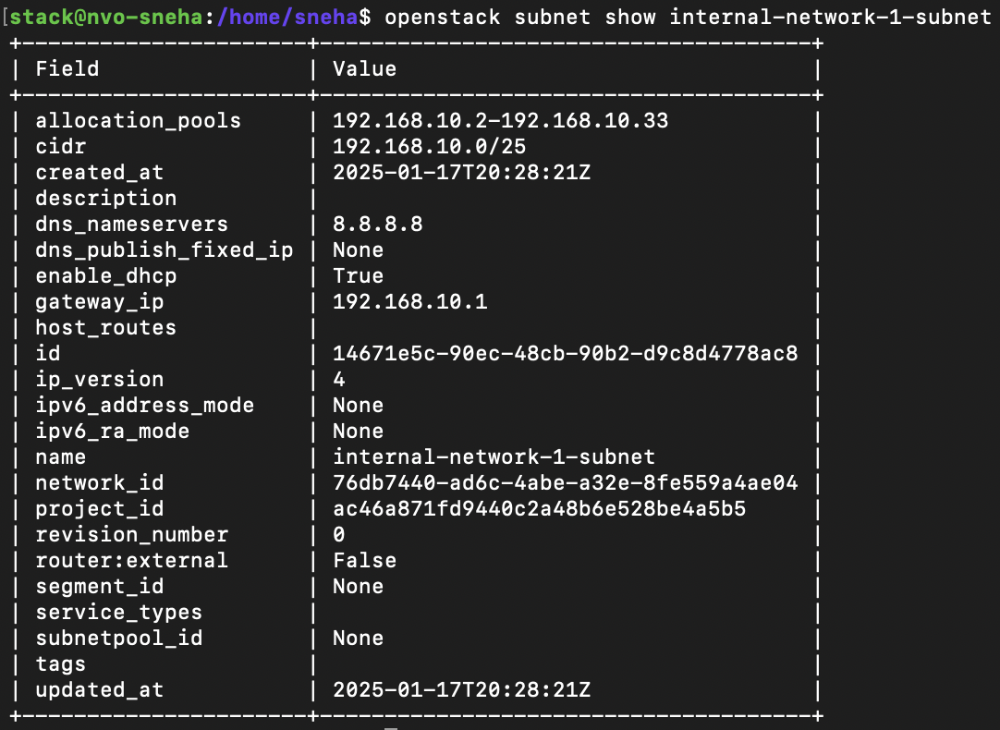 [stack@nvo-sneha:/home/sneha$ openstack subnet show internal-network-1-subnet
+-----------------------+--------------------------------------+
| Field                 | Value                                |
+-----------------------+--------------------------------------+
| allocation_pools      | 192.168.10.2-192.168.10.33           |
| cidr                  | 192.168.10.0/25                      |
| created_at            | 2025-01-17T20:28:21Z                 |
| description           |                                      |
| dns_nameservers       | 8.8.8.8                              |
| dns_publish_fixed_ip  | None                                 |
| enable_dhcp           | True                                 |
| gateway_ip            | 192.168.10.1                         |
| host_routes           |                                      |
| id                    | 14671e5c-90ec-48cb-90b2-d9c8d4778ac8 |
| ip_version            | 4                                    |
| ipv6_address_mode     | None                                 |
| ipv6_ra_mode          | None                                 |
| name                  | internal-network-1-subnet            |
| network_id            | 76db7440-ad6c-4abe-a32e-8fe559a4ae04 |
| project_id            | ac46a871fd9440c2a48b6e528be4a5b5     |
| revision_number       | 0                                    |
| router:external       | False                                |
| segment_id            | None                                 |
| service_types         |                                      |
| subnetpool_id         | None                                 |
| tags                  |                                      |
| updated_at            | 2025-01-17T20:28:21Z                 |
+-----------------------+--------------------------------------+